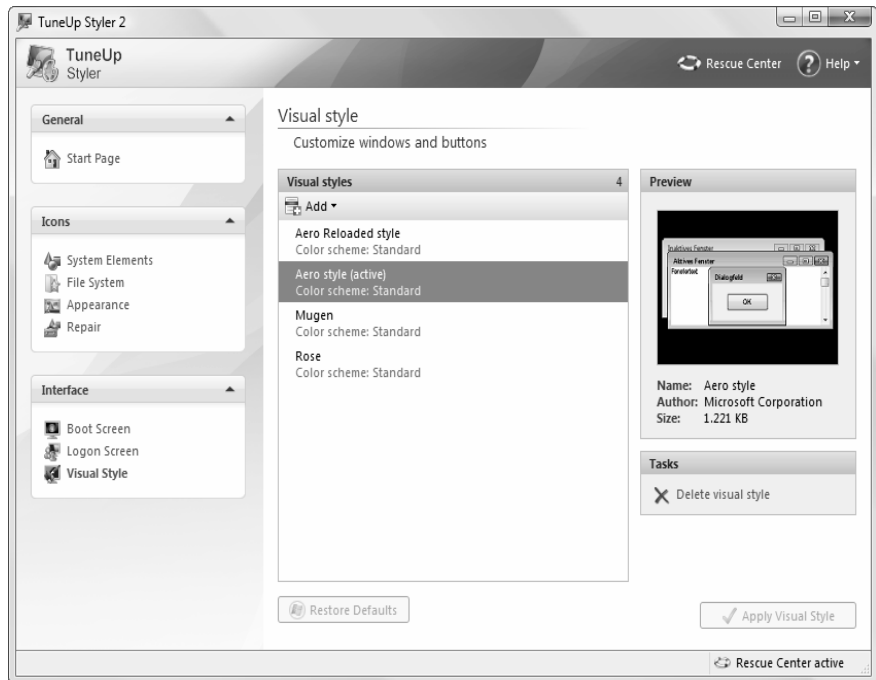 TuneUp Styler 2
TuneUp
Styler
Rescue Center
Help
General
Start Page
Icons
System Elements
File System
Appearance
Repair
Interface
Boot Screen
Logon Screen
Visual Style
Visual style
Customize windows and buttons
Visual styles 4
Add
Aero Reloaded style
Color scheme: Standard
Aero style (active)
Color scheme: Standard
Mugen
Color scheme: Standard
Rose
Color scheme: Standard
Restore Defaults
Preview
Inaktives Fenster
Aktives Fenster
Fenstertext
Dialogfeld
OK
Name: Aero style
Author: Microsoft Corporation
Size: 1.221 KB
Tasks
Delete visual style
Apply Visual Style
Rescue Center active